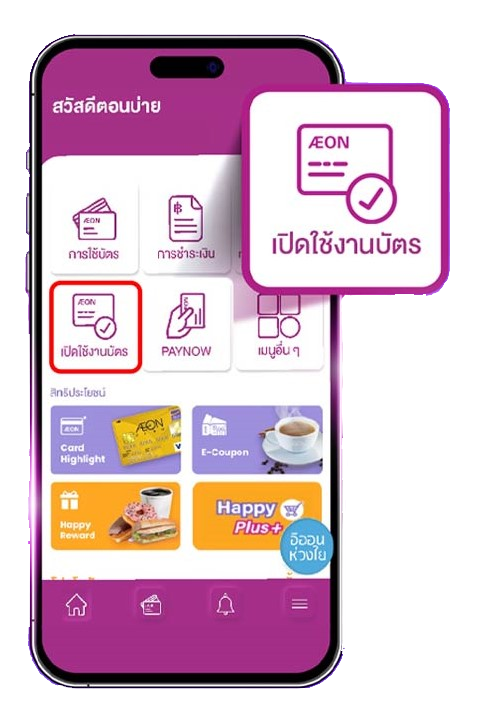 สวัสดีตอนบ่าย
ÆON
เปิดใช้งานบัตร
ÆON
การใช้บัตร
฿
การชำระเงิน
ÆON
เปิดใช้งานบัตร
PAYNOW
เมนูอื่น ๆ
สิทธิประโยชน์
Card
Highlight
ÆON
E-Coupon
Happy
Reward
Happy
Plus+
อิออน
ห่วงใย